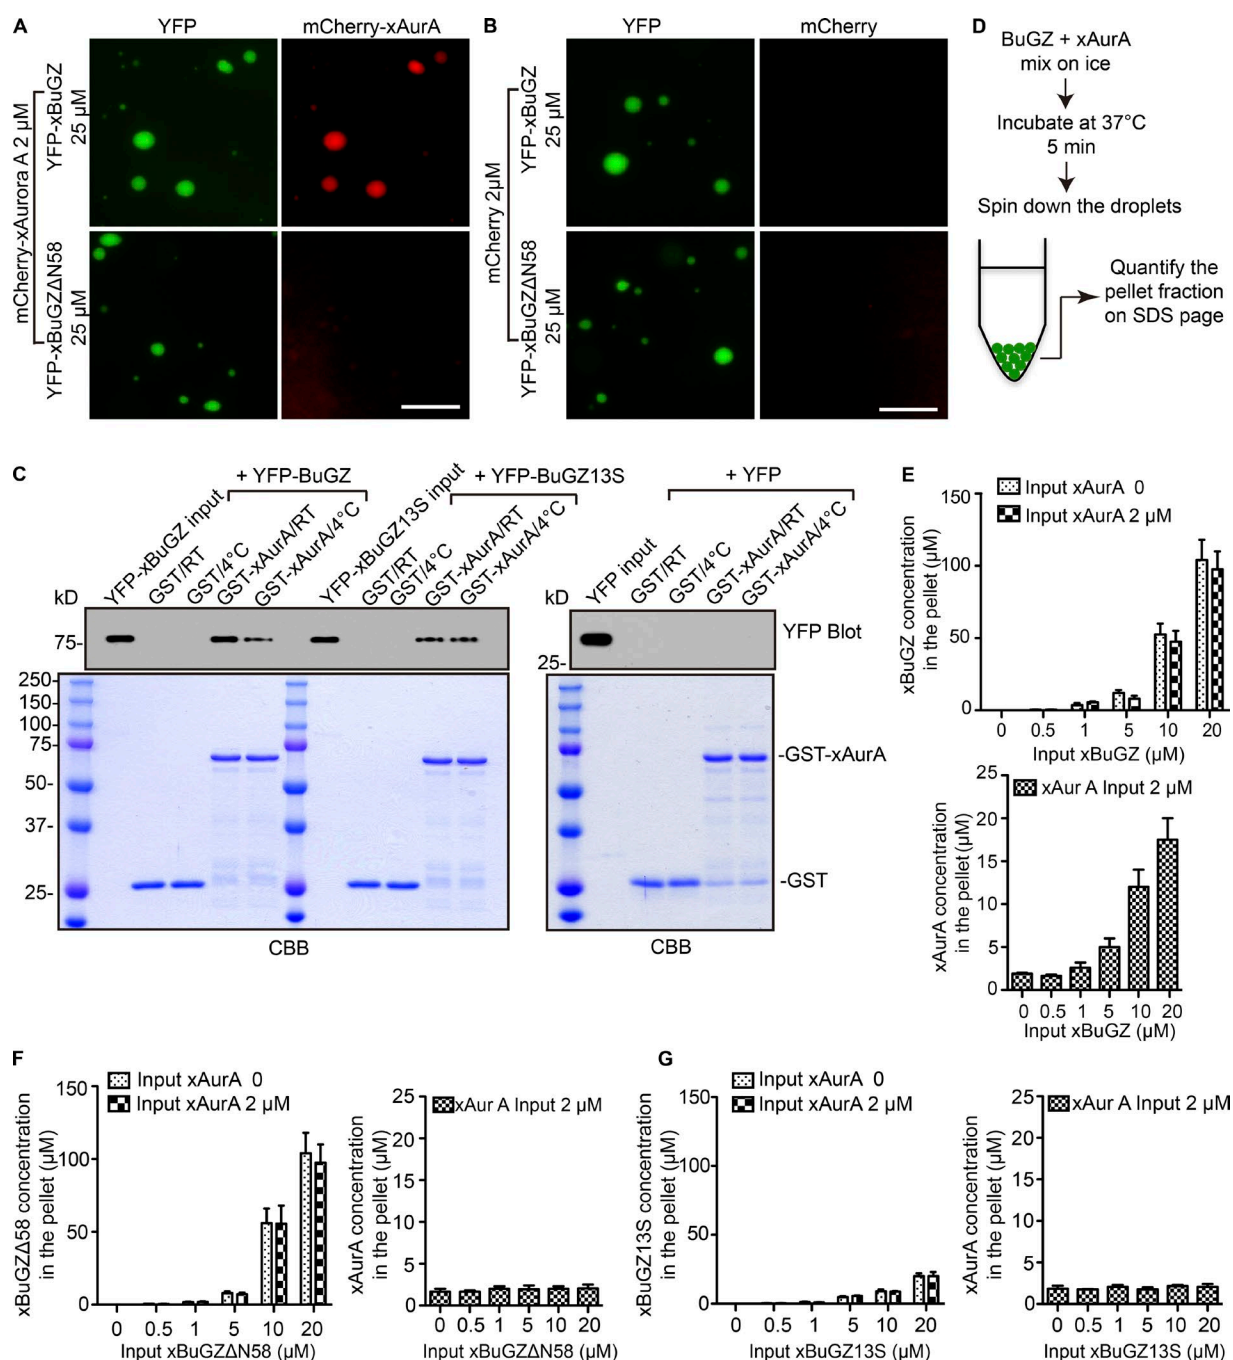 A
YFP
mCherry-xAurA
mCherry-xAurora A 2 μM
YFP-xBuGZ
25 μM
YFP-xBuGZΔN58
25 μM
B
YFP
mCherry
mCherry 2μM
YFP-xBuGZ
25 μM
YFP-xBuGZΔN58
25 μM
D
BuGZ + xAurA
mix on ice
Incubate at 37°C
5 min
Spin down the droplets
Quantify the
pellet fraction
on SDS page
C
+ YFP-BuGZ
+ YFP-BuGZ13S
+ YFP
kD
YFP-xBuGZ input
GST/RT
GST/4°C
GST-xAurA/RT
GST-xAurA/4°C
YFP-xBuGZ13S input
GST/RT
GST/4°C
GST-xAurA/RT
GST-xAurA/4°C
kD
YFP input
GST/RT
GST/4°C
GST-xAurA/RT
GST-xAurA/4°C
75-
25-
YFP Blot
250-
150-
100-
75-
50-
37-
25-
-GST-xAurA
-GST
CBB
CBB
E
Input xAurA 0
Input xAurA 2 μM
xBuGZ concentration
in the pellet (μM)
150
100
50
0
0 0.5 1 5 10 20
Input xBuGZ (μM)
xAur A Input 2 μM
xAurA concentration
in the pellet (μM)
25
20
15
10
5
0
0 0.5 1 5 10 20
Input xBuGZ (μM)
F
Input xAurA 0
Input xAurA 2 μM
xBuGZΔ58 concentration
in the pellet (μM)
150
100
50
0
0 0.5 1 5 10 20
Input xBuGZΔN58 (μM)
xAur A Input 2 μM
xAurA concentration
in the pellet (μM)
25
20
15
10
5
0
0 0.5 1 5 10 20
Input xBuGZΔN58 (μM)
G
Input xAurA 0
Input xAurA 2 μM
xBuGZ13S concentration
in the pellet (μM)
150
100
50
0
0 0.5 1 5 10 20
Input xBuGZ13S (μM)
xAur A Input 2 μM
xAurA concentration
in the pellet (μM)
25
20
15
10
5
0
0 0.5 1 5 10 20
Input xBuGZ13S (μM)